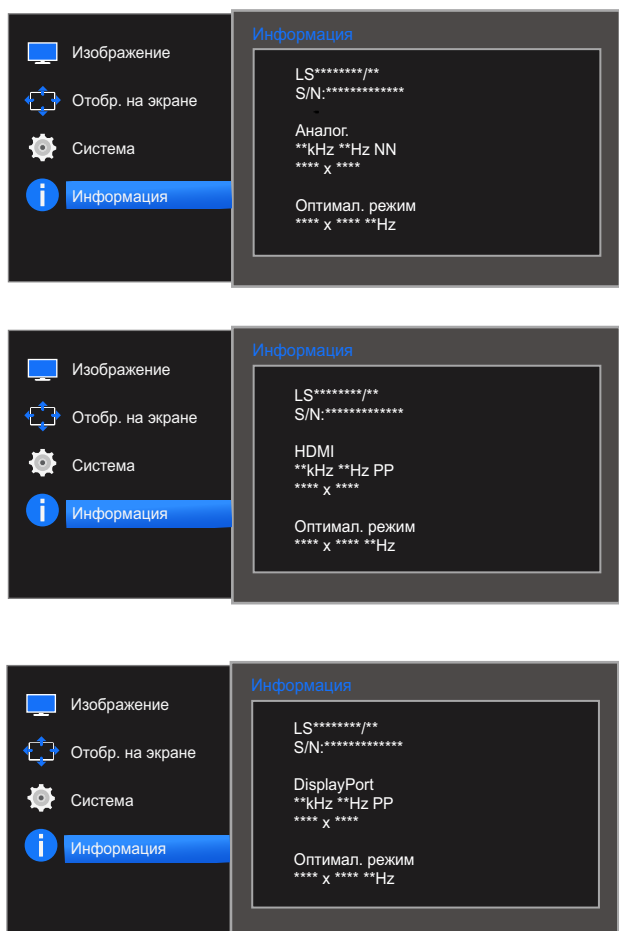 Изображение
Отобр. на экране
Система
Информация
Информация
LS********/**
S/N:*************
Аналог.
**kHz **Hz NN
**** x ****
Оптимал. режим
**** x **** **Hz
Изображение
Отобр. на экране
Система
Информация
Информация
LS********/**
S/N:*************
HDMI
**kHz **Hz PP
**** x ****
Оптимал. режим
**** x **** **Hz
Изображение
Отобр. на экране
Система
Информация
Информация
LS********/**
S/N:*************
DisplayPort
**kHz **Hz PP
**** x ****
Оптимал. режим
**** x **** **Hz